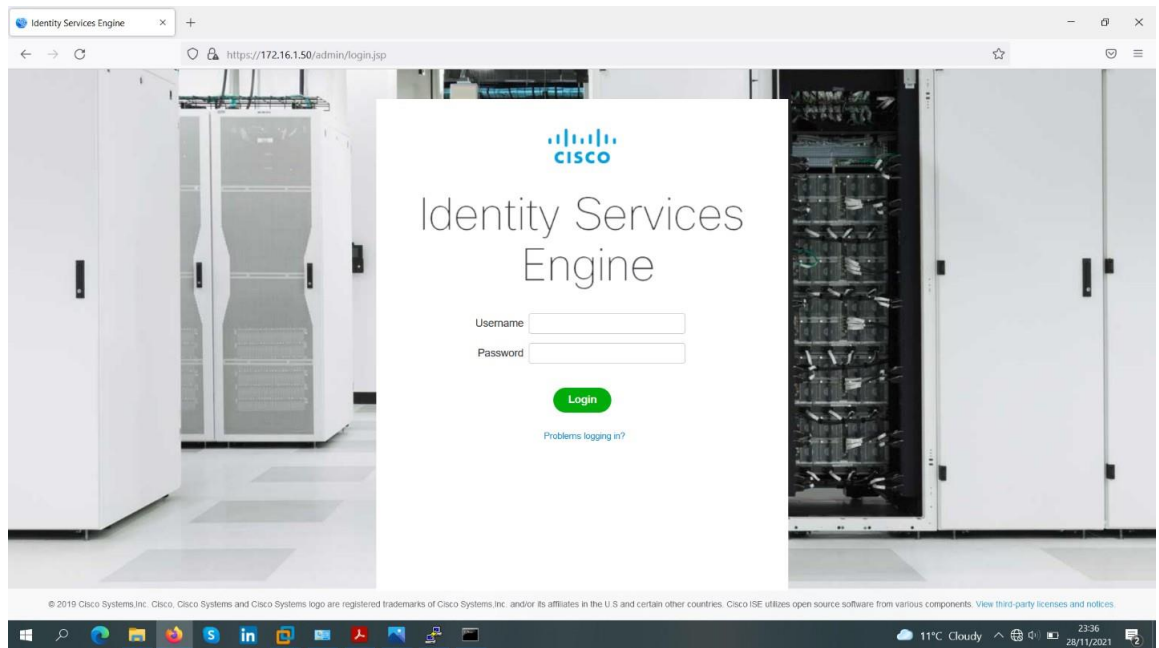 Identity Services Engine
https://172.16.1.50/admin/login.jsp
CISCO
Identity Services
Engine
Username
Password
Login
Problems logging in?
© 2019 Cisco Systems,Inc. Cisco, Cisco Systems and Cisco Systems logo are registered trademarks of Cisco Systems,Inc. and/or its affiliates in the U.S and certain other countries. Cisco ISE utilizes open source software from various components. View third-party licenses and notices.
11°C Cloudy
23:36
28/11/2021
2